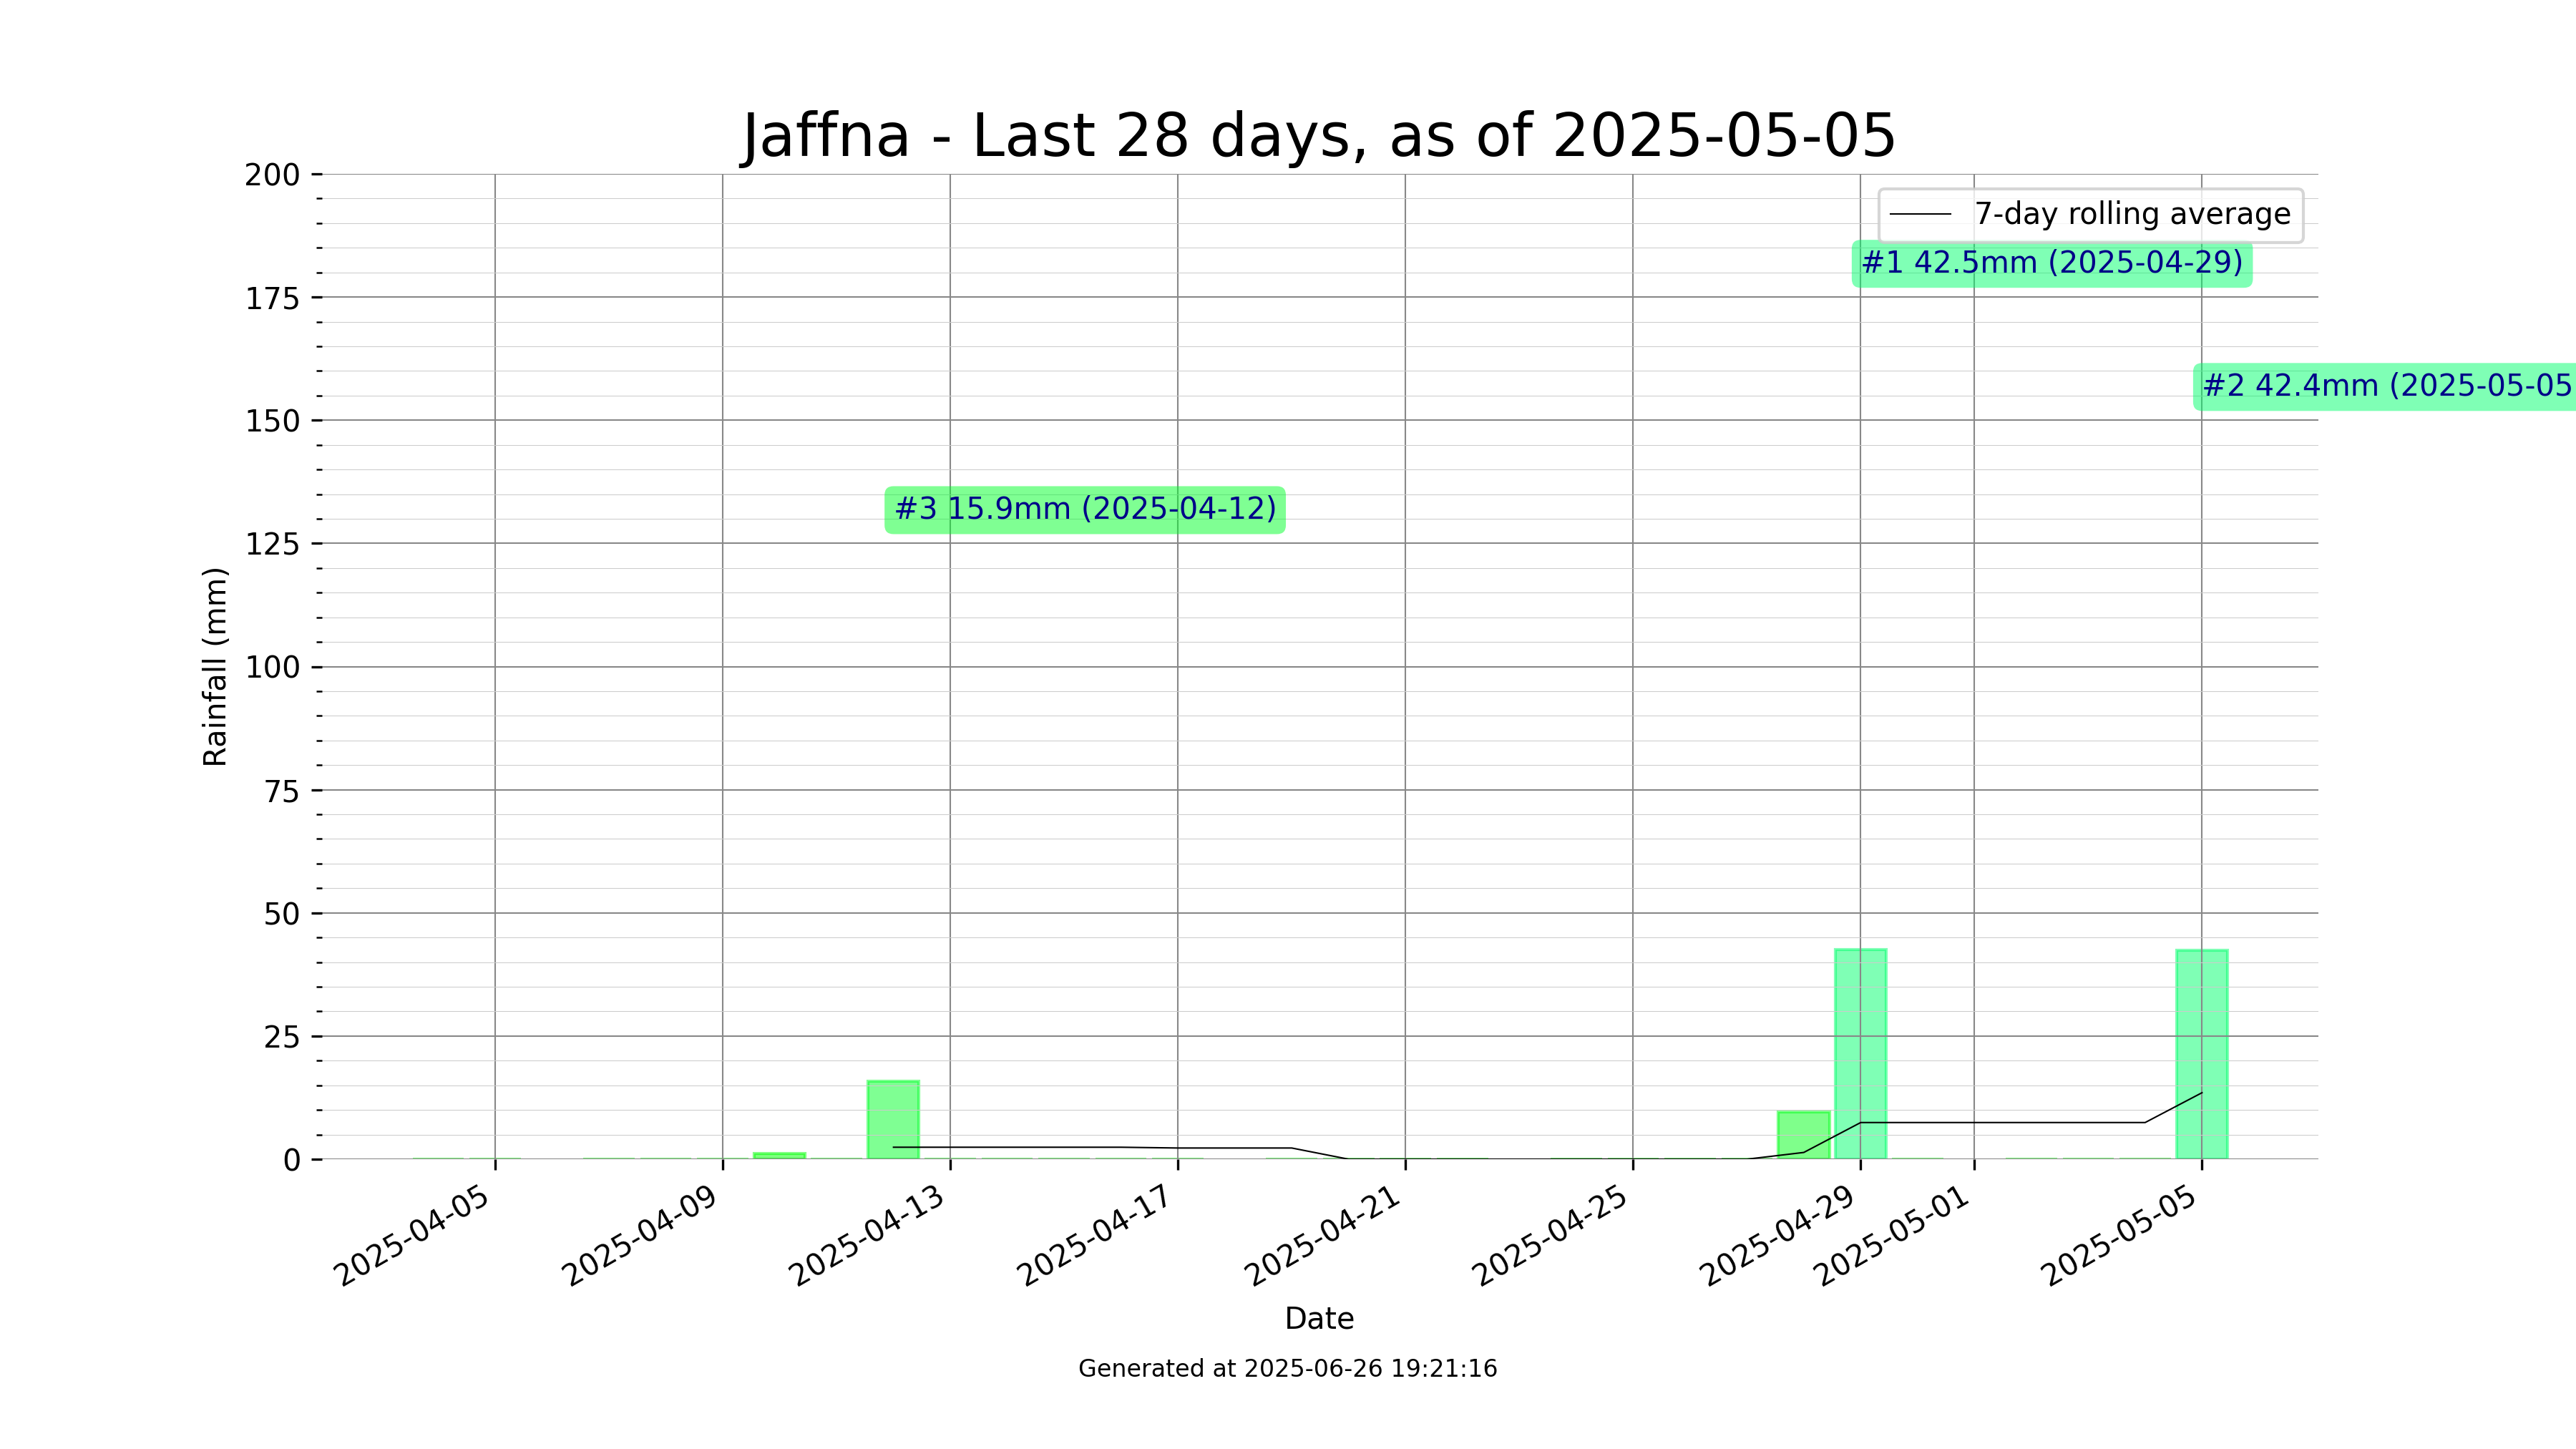 Jaffna - Last 28 days, as of 2025-05-05
200
175
150
125
100
75
50
25
0
Rainfall (mm)
7-day rolling average
#1 42.5mm (2025-04-29)
#2 42.4mm (2025-05-05
#3 15.9mm (2025-04-12)
2025-04-05
2025-04-09
2025-04-13
2025-04-17
2025-04-21
2025-04-25
2025-04-29
2025-05-01
2025-05-05
Date
Generated at 2025-06-26 19:21:16